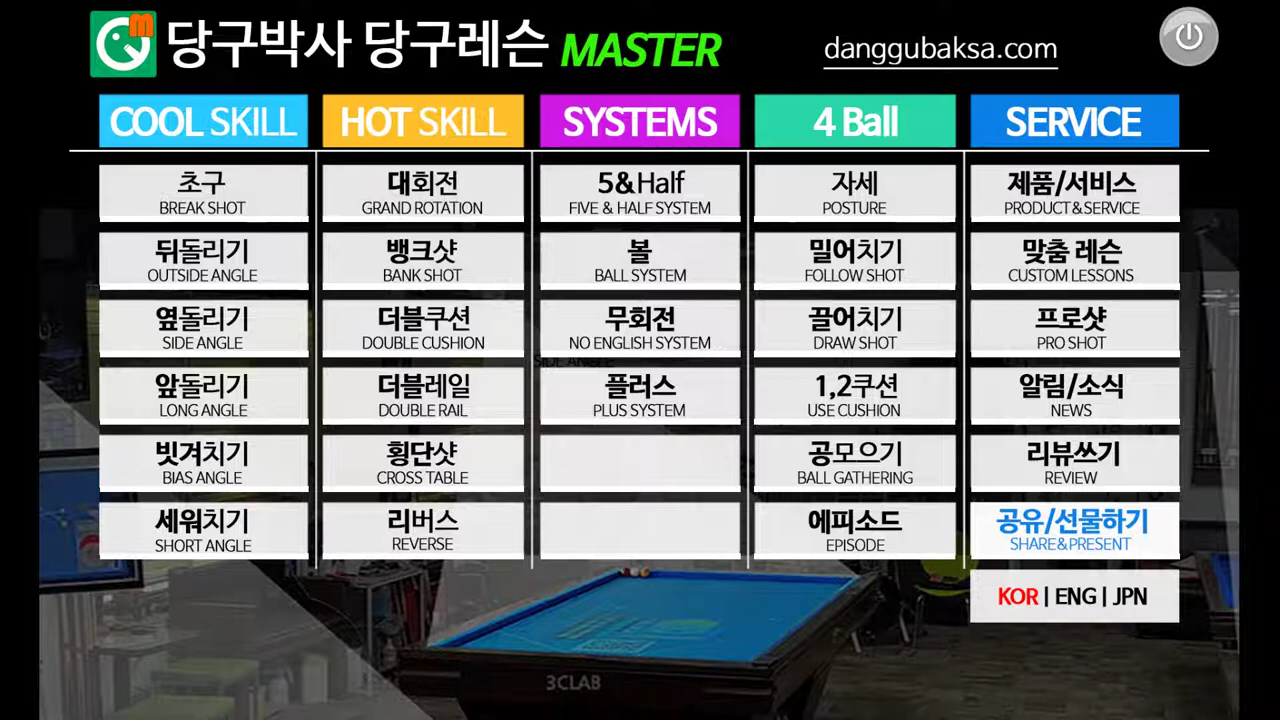 당구박사 당구레슨 MASTER
danggubaksa.com
COOL SKILL
초구
BREAK SHOT
뒤돌리기
OUTSIDE ANGLE
옆돌리기
SIDE ANGLE
앞돌리기
LONG ANGLE
빗겨치기
BIAS ANGLE
세워치기
SHORT ANGLE
HOT SKILL
대회전
GRAND ROTATION
뱅크샷
BANK SHOT
더블쿠션
DOUBLE CUSHION
더블레일
DOUBLE RAIL
횡단샷
CROSS TABLE
리버스
REVERSE
SYSTEMS
5&Half
FIVE & HALF SYSTEM
볼
BALL SYSTEM
무회전
NO ENGLISH SYSTEM
플러스
PLUS SYSTEM
4 Ball
자세
POSTURE
밀어치기
FOLLOW SHOT
끌어치기
DRAW SHOT
1,2쿠션
USE CUSHION
공모으기
BALL GATHERING
에피소드
EPISODE
SERVICE
제품/서비스
PRODUCT&SERVICE
맞춤 레슨
CUSTOM LESSONS
프로샷
PRO SHOT
알림/소식
NEWS
리뷰쓰기
REVIEW
공유/선물하기
SHARE&PRESENT
KOR | ENG | JPN
3CLAB